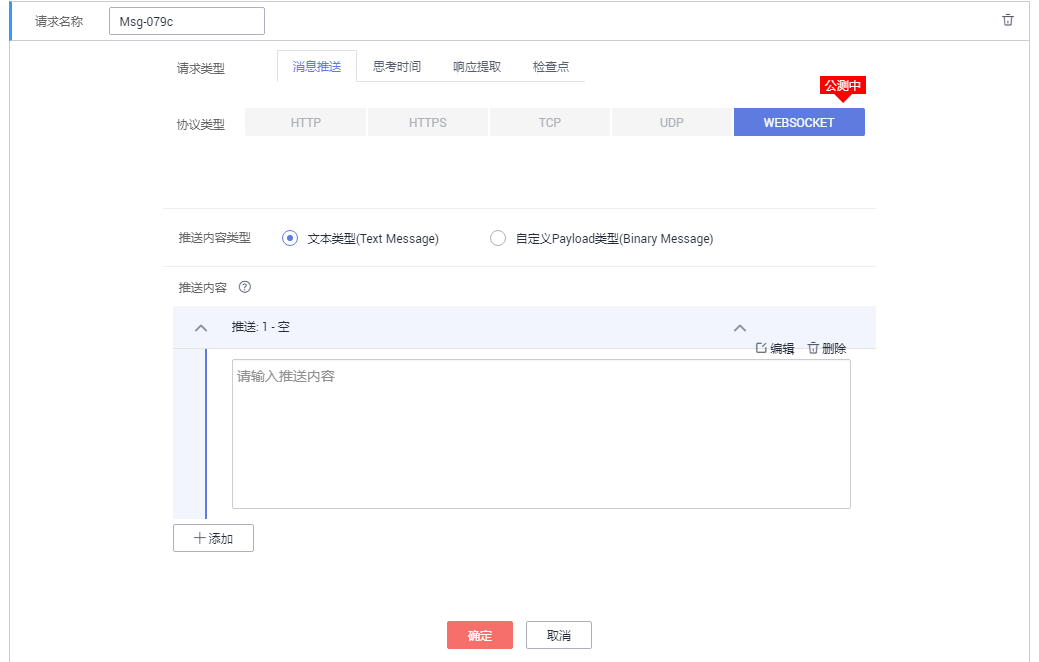 请求名称 Msg-079c
请求类型 消息推送 思考时间 响应提取 检查点
公测中
协议类型 HTTP HTTPS TCP UDP WEBSOCKET
推送内容类型 文本类型(Text Message) 自定义Payload类型(Binary Message)
推送内容 ?
推送: 1 - 空
编辑 删除
请输入推送内容
添加
确定 取消